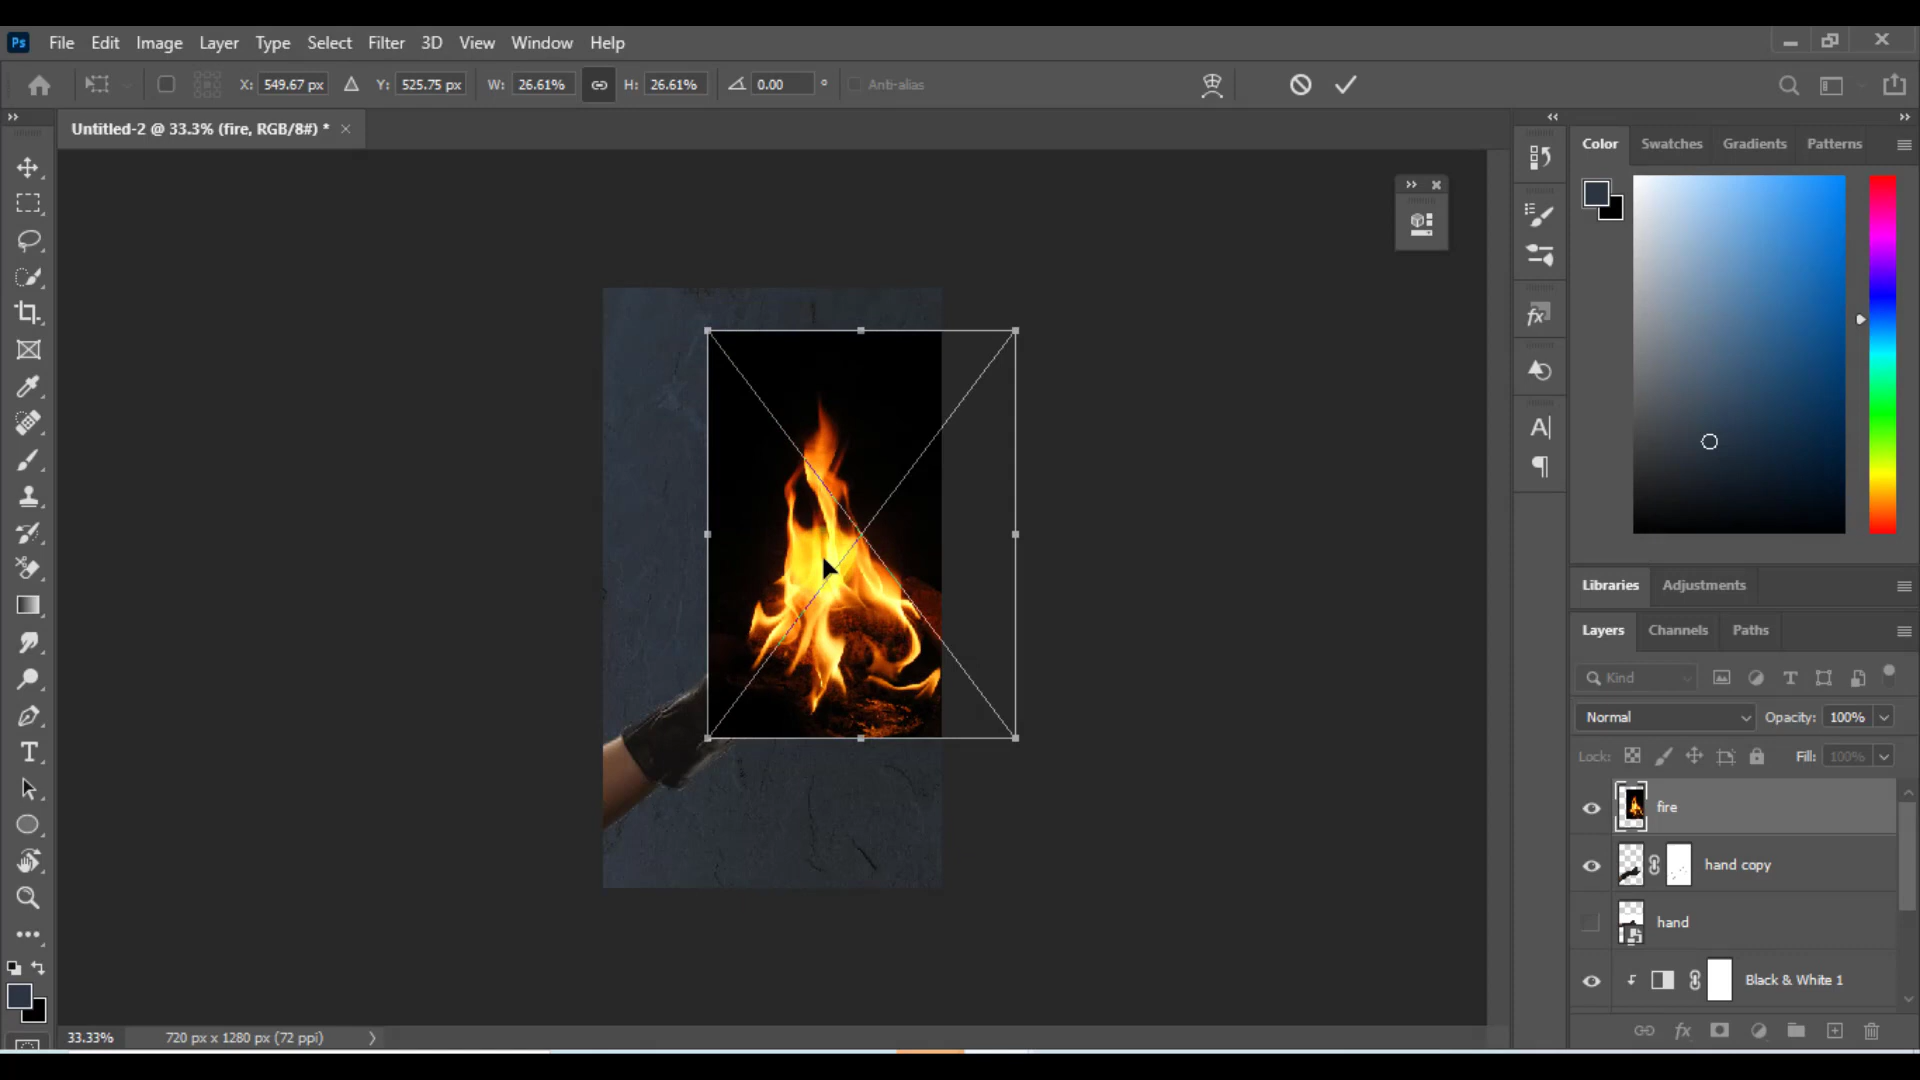 Ps File Edit Image Layer Type Select Filter 3D View Window Help
X: 549.67 px Y: 525.75 px W: 26.61% H: 26.61% 0.00 ° Anti-alias
Untitled-2 @ 33.3% (fire, RGB/8#) *
Color Swatches Gradients Patterns
fx
A
Libraries Adjustments
Layers Channels Paths
Kind
Normal Opacity: 100%
Lock: Fill: 100%
fire
hand copy
hand
Black & White 1
fx
33.33% 720 px x 1280 px (72 ppi)